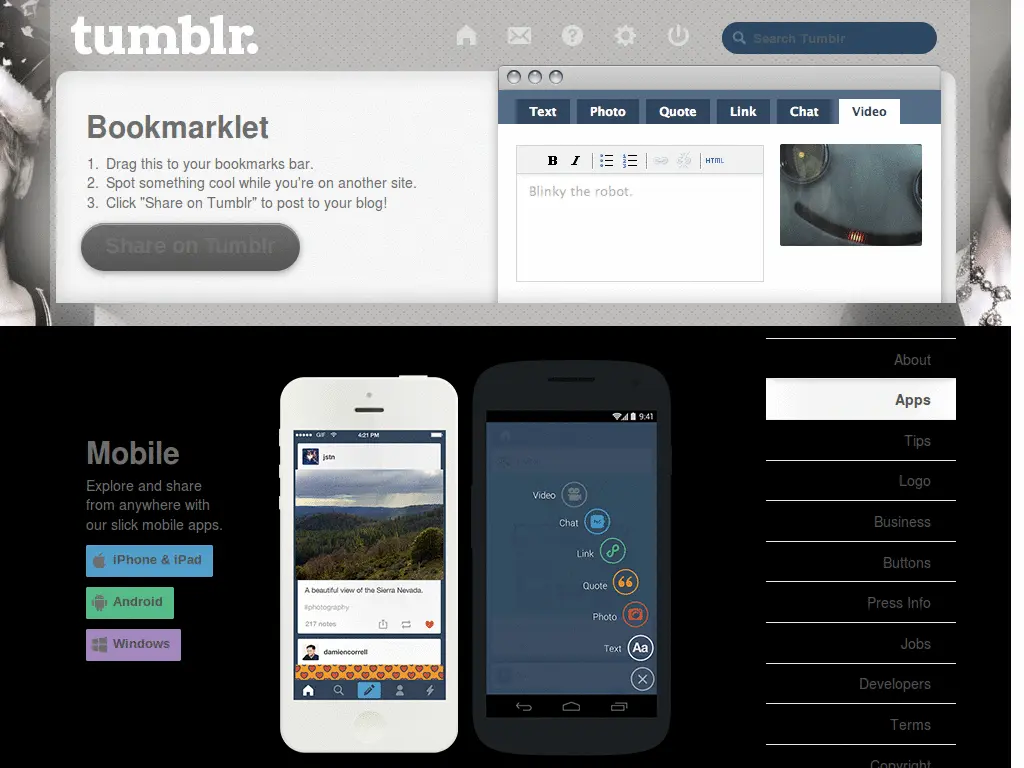 tumblr.
Search Tumblr
Bookmarklet
1. Drag this to your bookmarks bar.
2. Spot something cool while you're on another site.
3. Click "Share on Tumblr" to post to your blog!
Share on Tumblr
Text Photo Quote Link Chat Video
B I HTML
Blinky the robot.
Mobile
Explore and share
from anywhere with
our slick mobile apps.
iPhone & iPad
Android
Windows
GIF 4:21 PM
jstn
A beautiful view of the Sierra Nevada.
#photography
217 notes
damiencorrell
9:41
Video
Chat
Link
Quote
Photo
Text Aa
About
Apps
Tips
Logo
Business
Buttons
Press Info
Jobs
Developers
Terms
Copyright